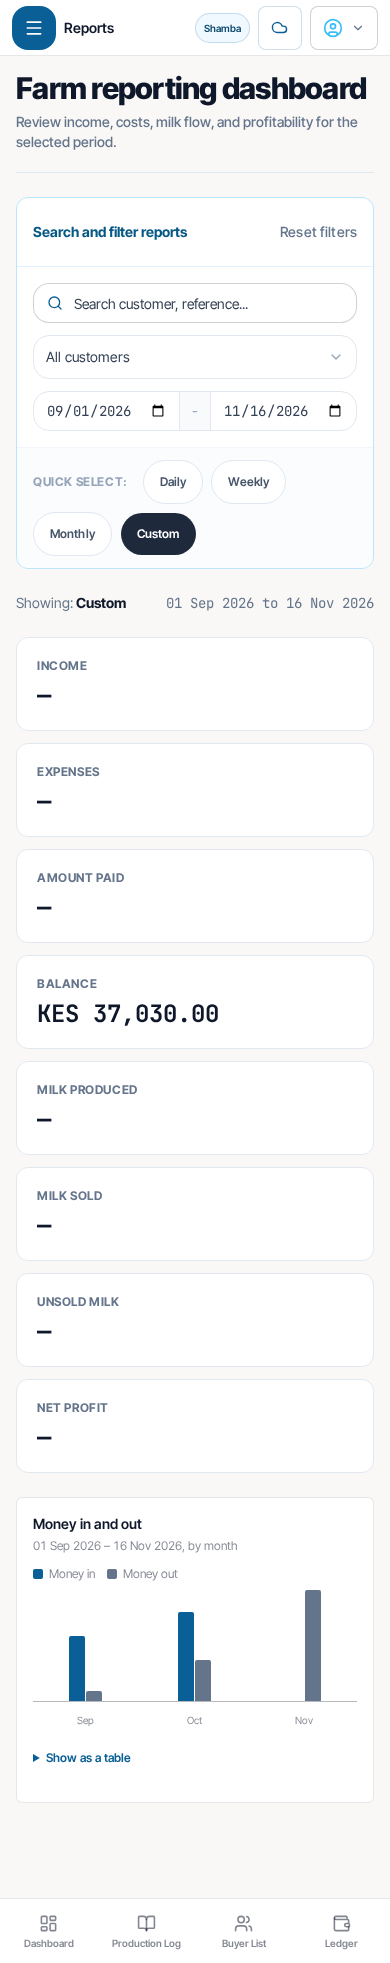 Reports
Shamba
Farm reporting dashboard
Review income, costs, milk flow, and profitability for the
selected period.
Search and filter reports
Reset filters
Search customer, reference...
All customers
09/01/2026
-
11/16/2026
QUICK SELECT:
Daily
Weekly
Monthly
Custom
Showing: Custom
01 Sep 2026 to 16 Nov 2026
INCOME
—
EXPENSES
—
AMOUNT PAID
—
BALANCE
KES 37,030.00
MILK PRODUCED
—
MILK SOLD
—
UNSOLD MILK
—
NET PROFIT
—
Money in and out
01 Sep 2026 – 16 Nov 2026, by month
Money in
Money out
Sep
Oct
Nov
Show as a table
Dashboard
Production Log
Buyer List
Ledger